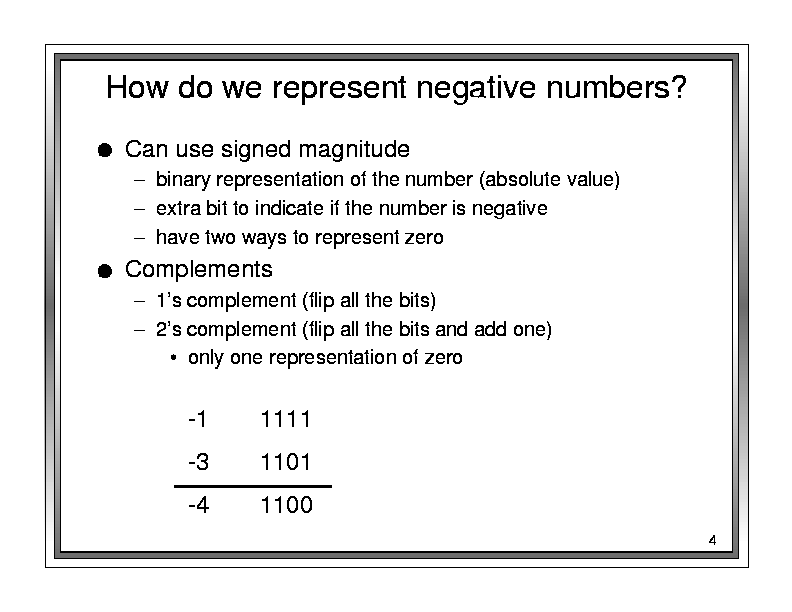 How do we represent negative numbers?
● Can use signed magnitude
– binary representation of the number (absolute value)
– extra bit to indicate if the number is negative
– have two ways to represent zero
● Complements
– 1's complement (flip all the bits)
– 2's complement (flip all the bits and add one)
• only one representation of zero
-1 1111
-3 1101
-4 1100
4